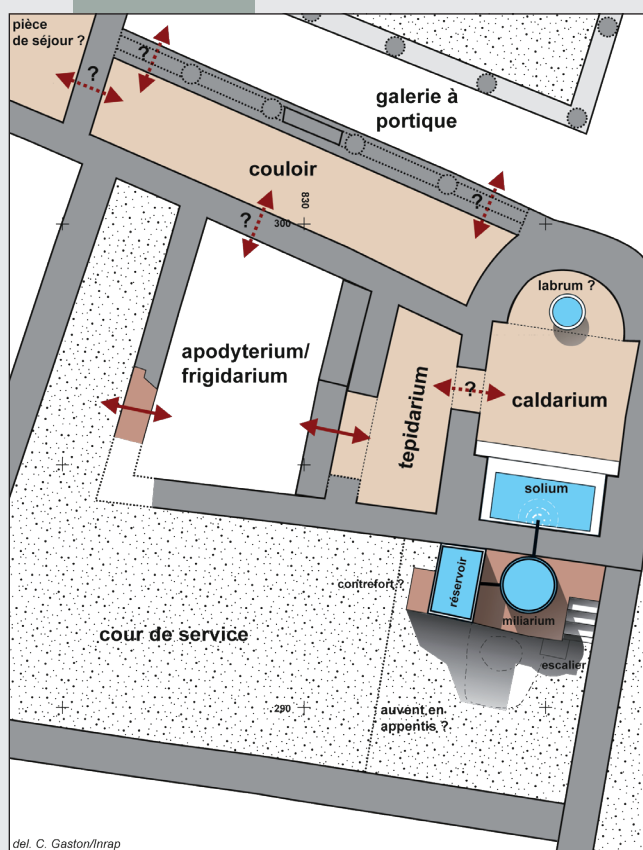 pièce
de séjour ?
?
?
galerie à
portique
couloir
830
300
?
?
labrum ?
apodyterium/
frigidarium
tepidarium
?
caldarium
solium
contrefort ?
réservoir
miliarium
cour de service
escalier
290
auvent en
appentis ?
del. C. Gaston/Inrap